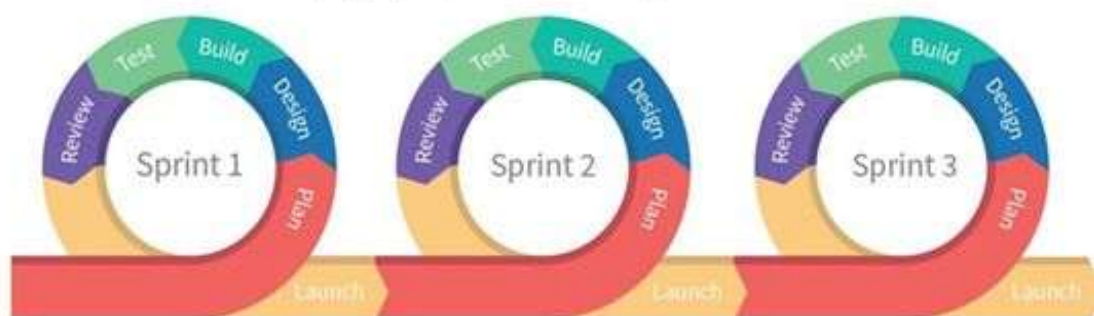 Test Build
Review Design
Sprint 1
Plan
Launch
Test Build
Review Design
Sprint 2
Plan
Launch
Test Build
Review Design
Sprint 3
Plan
Launch